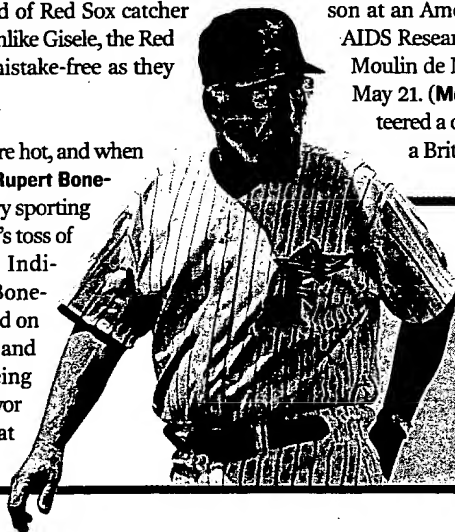 d of Red Sox catcher
nlike Gisele, the Red
nistake-free as they
re hot, and when
Rupert Bone-
ry sporting
's toss of
Indi-
Bone-
d on
and
eing
vor
at
son at an Ame
AIDS Resear
Moulin de M
May 21. (Mo
teered a c
a Brit